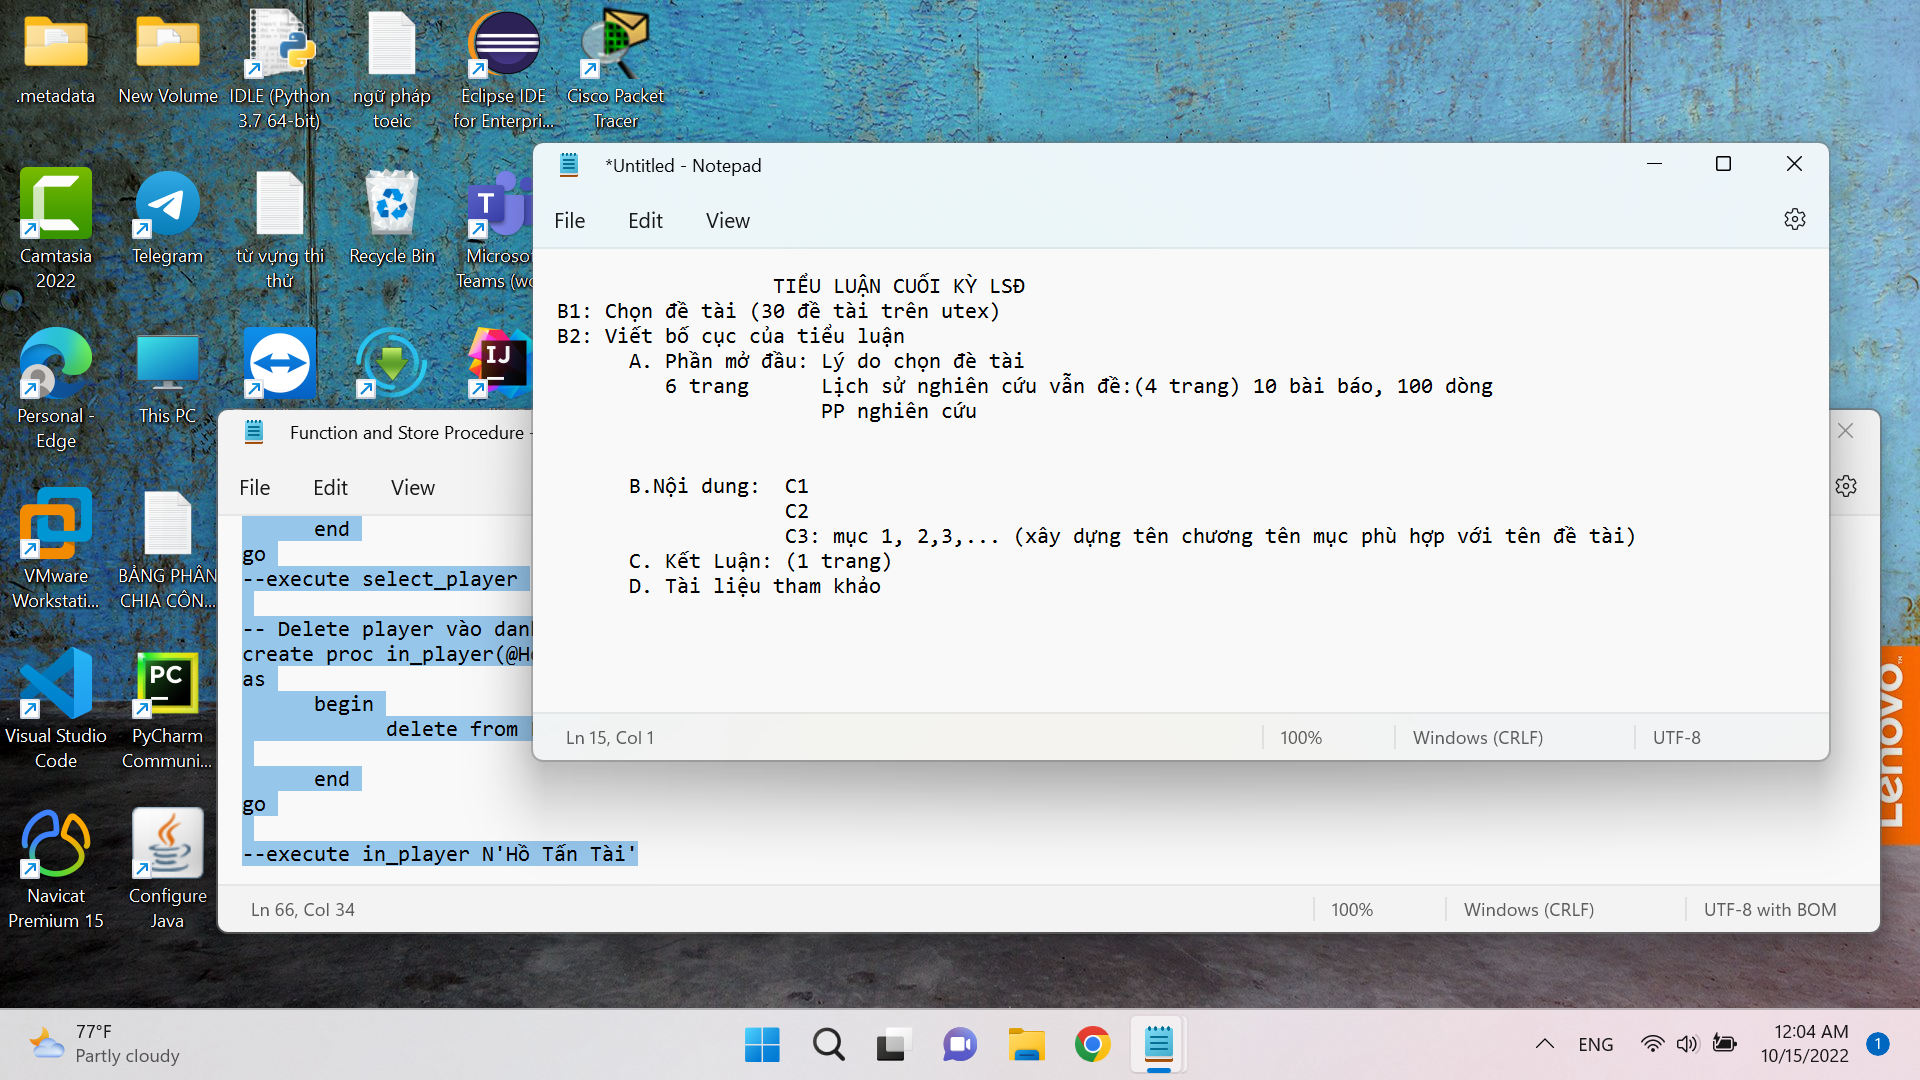 .metadata
New Volume
IDLE (Python
3.7 64-bit)
ngữ pháp
toeic
Eclipse IDE
for Enterpri...
Cisco Packet
Tracer
Camtasia
2022
Telegram
từ vựng thi
thử
Recycle Bin
T
Teams
Personal -
Edge
This PC
IJ
VMware
Workstati...
BẢNG PHÂN
CHIA CÔN...
Visual Studio
Code
PC
PyCharm
Communi...
Navicat
Premium 15
Configure
Java
*Untitled - Notepad
File Edit View
TIỂU LUẬN CUỐI KỲ LSĐ
B1: Chọn đề tài (30 đề tài trên utex)
B2: Viết bố cục của tiểu luận
A. Phần mở đầu: Lý do chọn đè tài
6 trang Lịch sử nghiên cứu vẫn đề:(4 trang) 10 bài báo, 100 dòng
PP nghiên cứu
B.Nội dung: C1
C2
C3: mục 1, 2,3,... (xây dựng tên chương tên mục phù hợp với tên đề tài)
C. Kết Luận: (1 trang)
D. Tài liệu tham khảo
Ln 15, Col 1 100% Windows (CRLF) UTF-8
Function and Store Procedure -
File Edit View
end
go
--execute select_player
-- Delete player vào
create proc in_player(
as
begin
delete from
end
go
--execute in_player N'Hồ Tấn Tài'
Ln 66, Col 34 100% Windows (CRLF) UTF-8 with BOM
Lenovo™
77°F
Partly cloudy
ENG
12:04 AM
10/15/2022
1